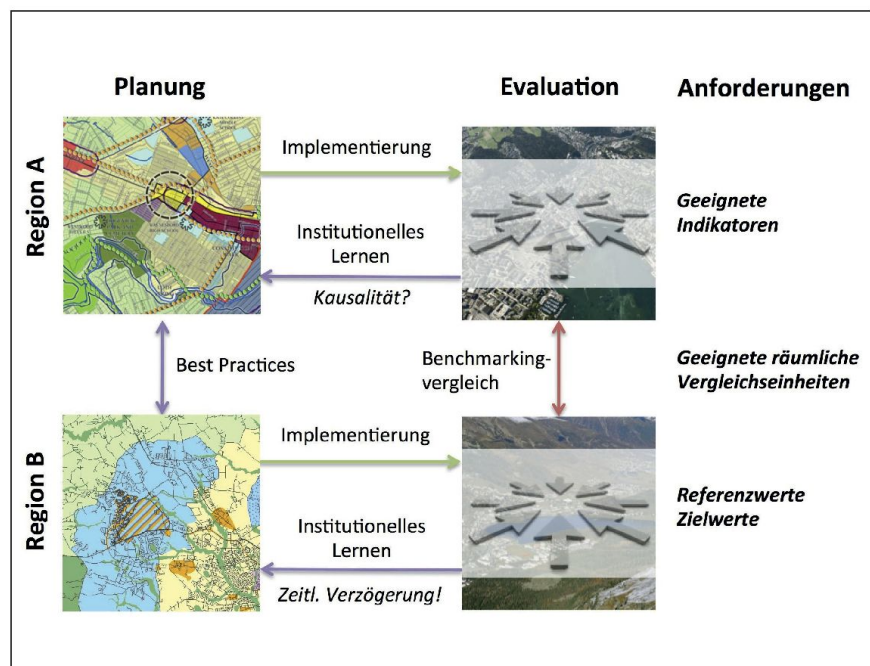 Planung
Evaluation
Anforderungen
Region A
Implementierung
Institutionelles
Lernen
Kausalität?
Geeignete
Indikatoren
Best Practices
Benchmarking-
vergleich
Geeignete räumliche
Vergleichseinheiten
Region B
Implementierung
Institutionelles
Lernen
Zeitl. Verzögerung!
Referenzwerte
Zielwerte